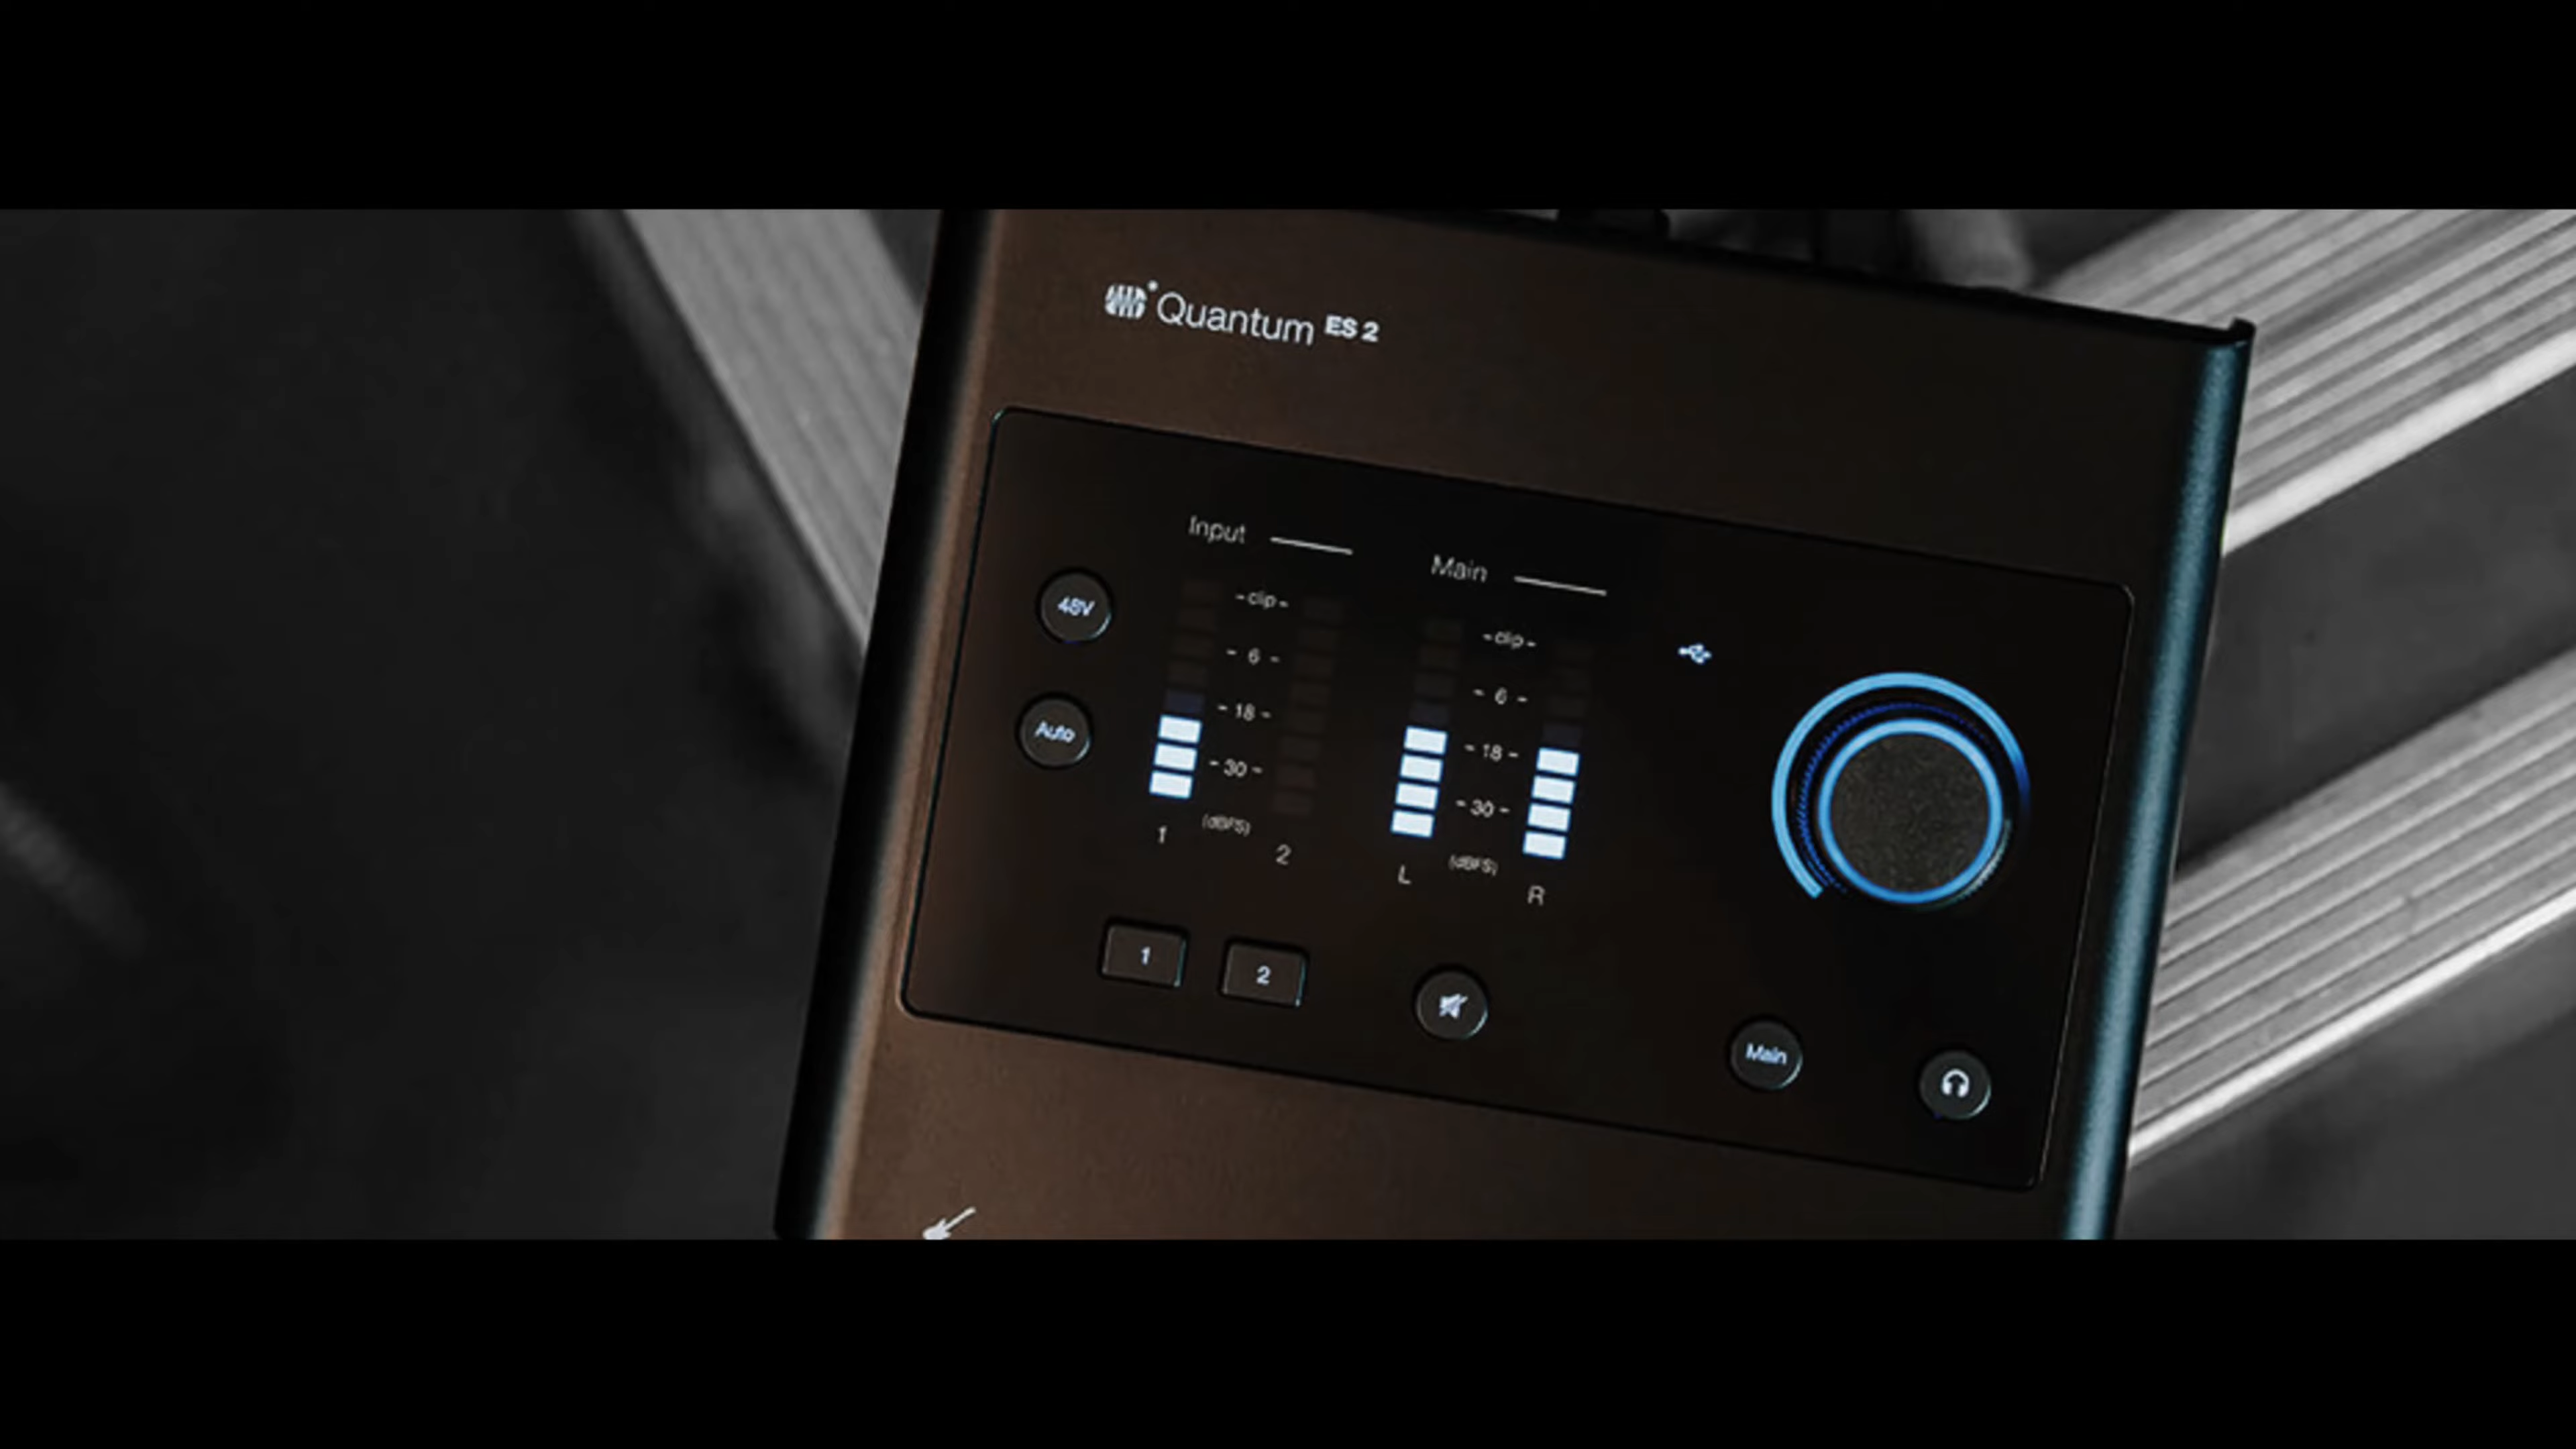 Quantum ES 2
Input
Main
48V
-clip-
-clip-
- 6 -
- 6 -
Auto
- 18 -
- 18 -
- 30 -
- 30 -
(dBFS)
(dBFS)
1
2
L
R
1
2
Main